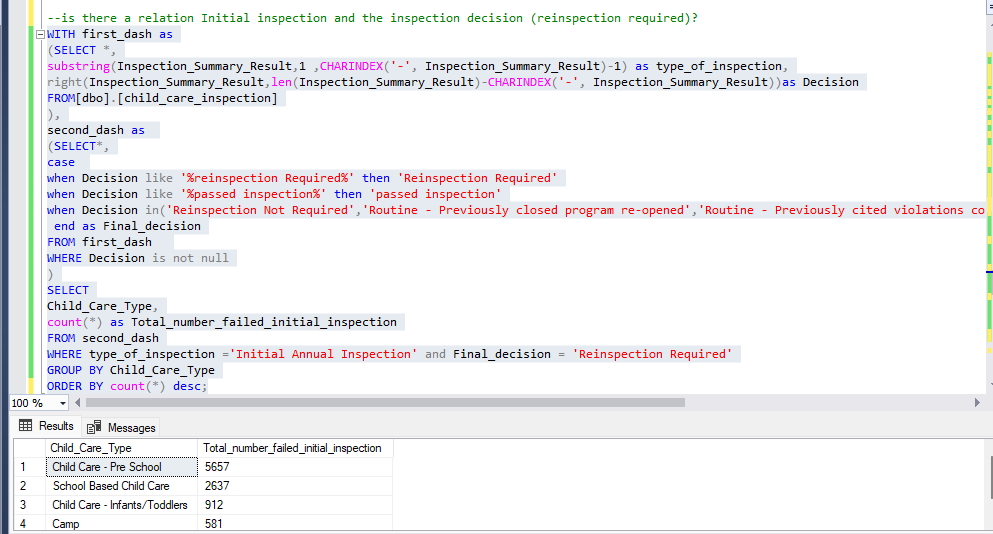 --is there a relation Initial inspection and the inspection decision (reinspection required)?
WITH first_dash as
(SELECT *,
substring(Inspection_Summary_Result,1 ,CHARINDEX('-', Inspection_Summary_Result)-1) as type_of_inspection,
right(Inspection_Summary_Result,len(Inspection_Summary_Result)-CHARINDEX('-', Inspection_Summary_Result))as Decision
FROM[dbo].[child_care_inspection]
),
second_dash as
(SELECT*,
case
when Decision like '%reinspection Required%' then 'Reinspection Required'
when Decision like '%passed inspection%' then 'passed inspection'
when Decision in('Reinspection Not Required','Routine - Previously closed program re-opened','Routine - Previously cited violations co
end as Final_decision
FROM first_dash
WHERE Decision is not null
)
SELECT
Child_Care_Type,
count(*) as Total_number_failed_initial_inspection
FROM second_dash
WHERE type_of_inspection ='Initial Annual Inspection' and Final_decision = 'Reinspection Required'
GROUP BY Child_Care_Type
ORDER BY count(*) desc;
100 %
Results Messages
Child_Care_Type Total_number_failed_initial_inspection
1 Child Care - Pre School 5657
2 School Based Child Care 2637
3 Child Care - Infants/Toddlers 912
4 Camp 581